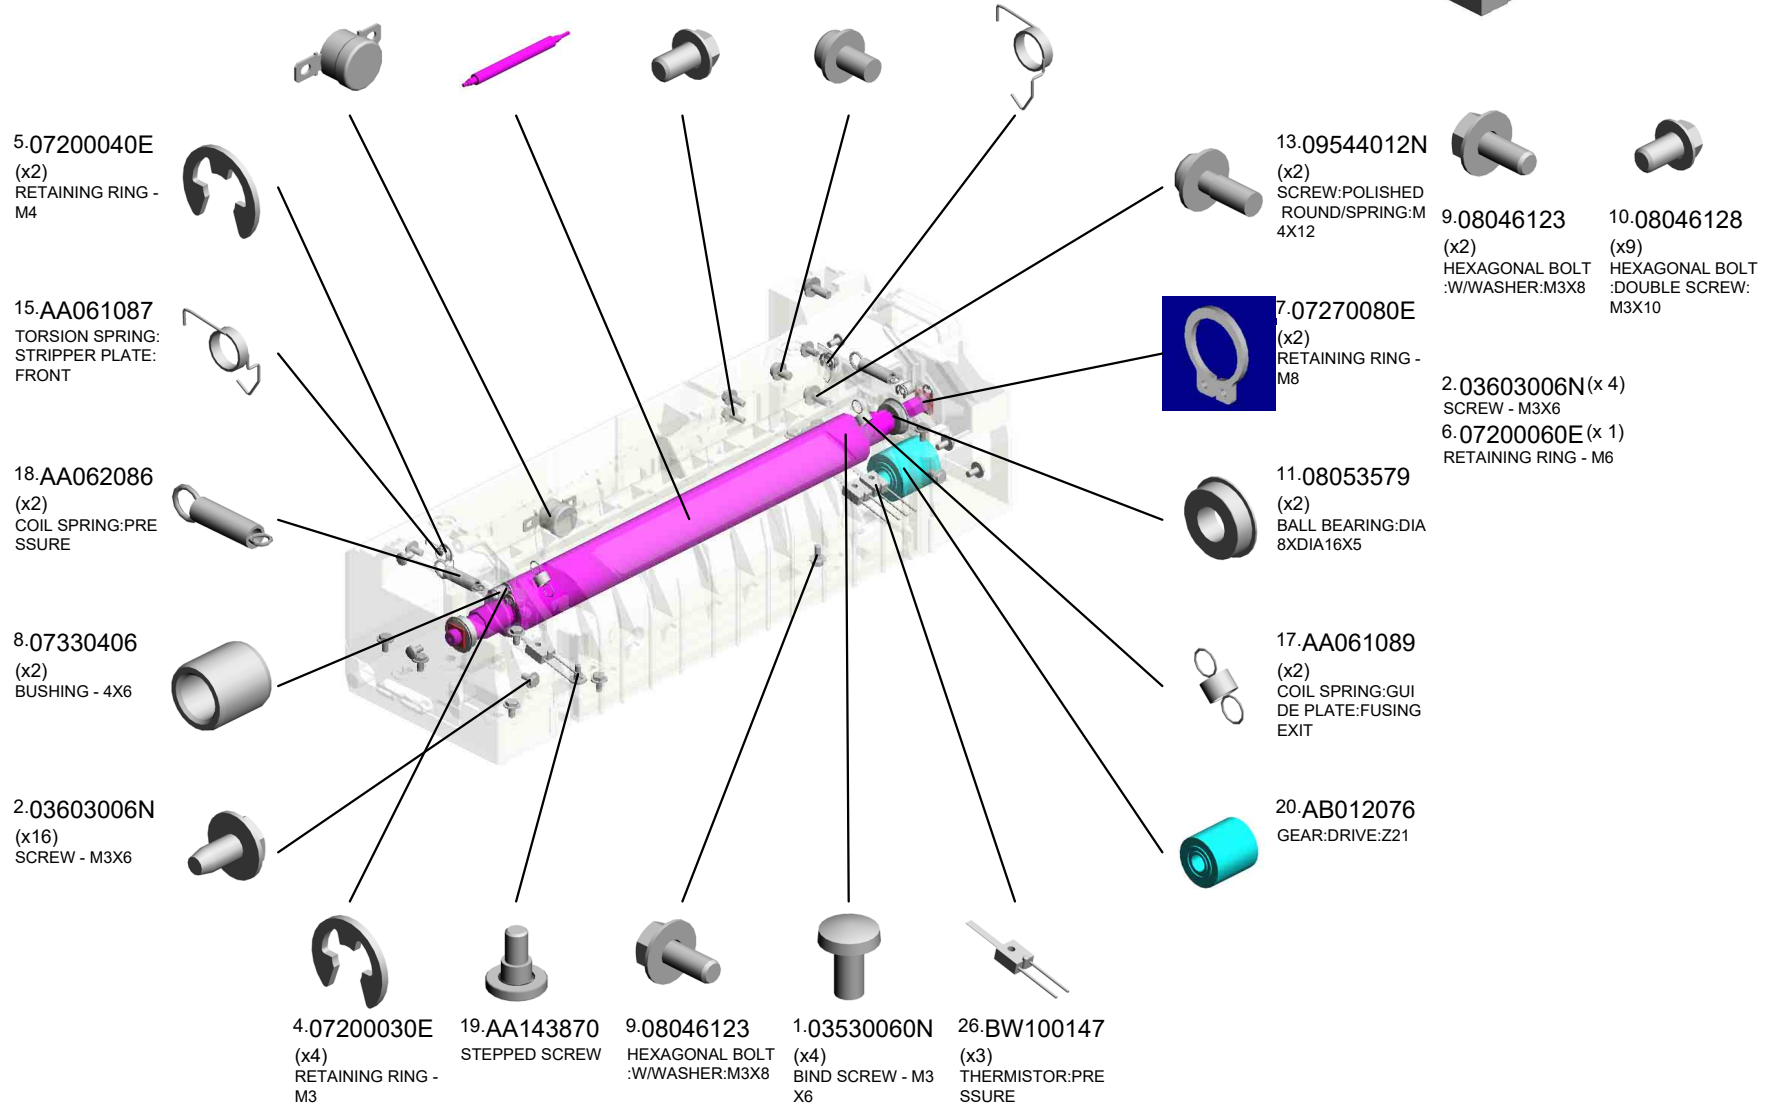 5.07200040E
(x2)
RETAINING RING -
M4
15.AA061087
TORSION SPRING:
STRIPPER PLATE:
FRONT
18.AA062086
(x2)
COIL SPRING:PRE
SSURE
8.07330406
(x2)
BUSHING - 4X6
2.03603006N
(x16)
SCREW - M3X6
4.07200030E
(x4)
RETAINING RING -
M3
19.AA143870
STEPPED SCREW
9.08046123
HEXAGONAL BOLT
:W/WASHER:M3X8
1.03530060N
(x4)
BIND SCREW - M3
X6
26.BW100147
(x3)
THERMISTOR:PRE
SSURE
13.09544012N
(x2)
SCREW:POLISHED
ROUND/SPRING:M
4X12
7.07270080E
(x2)
RETAINING RING -
M8
11.08053579
(x2)
BALL BEARING:DIA
8XDIA16X5
17.AA061089
(x2)
COIL SPRING:GUI
DE PLATE:FUSING
EXIT
20.AB012076
GEAR:DRIVE:Z21
9.08046123
(x2)
HEXAGONAL BOLT
:W/WASHER:M3X8
10.08046128
(x9)
HEXAGONAL BOLT
:DOUBLE SCREW:
M3X10
2.03603006N (x 4)
SCREW - M3X6
6.07200060E (x 1)
RETAINING RING - M6